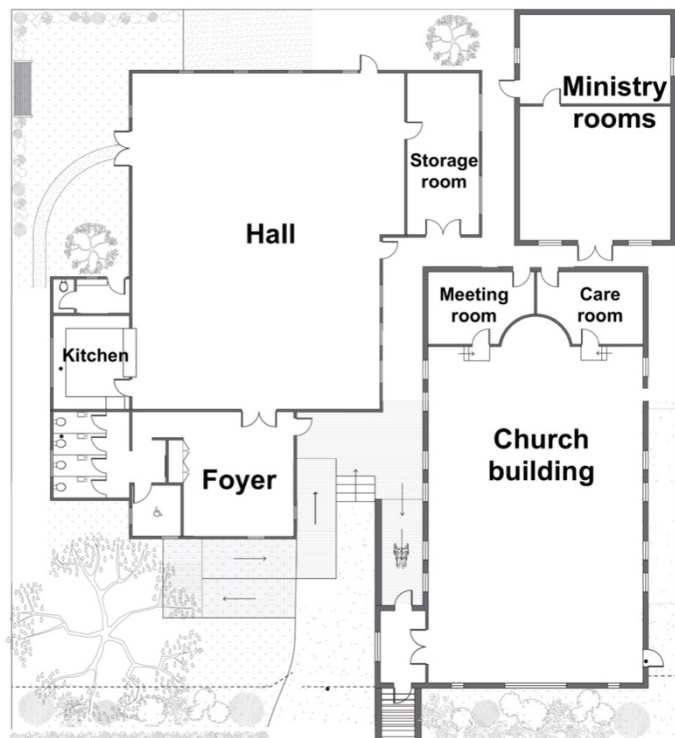 Ministry
rooms
Storage
room
Hall
Meeting
room
Care
room
Kitchen
Church
building
Foyer